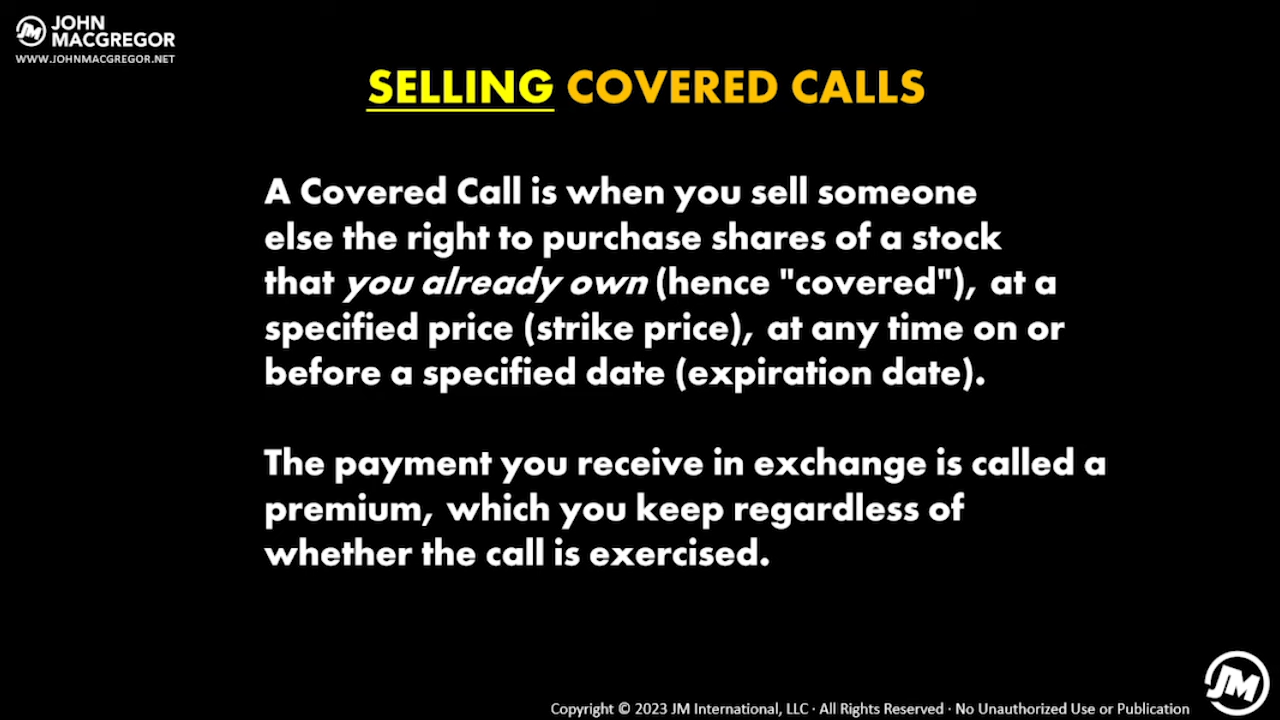 JOHN
MACGREGOR
WWW.JOHNMACGREGOR.NET
SELLING COVERED CALLS
A Covered Call is when you sell someone
else the right to purchase shares of a stock
that you already own (hence "covered"), at a
specified price (strike price), at any time on or
before a specified date (expiration date).
The payment you receive in exchange is called a
premium, which you keep regardless of
whether the call is exercised.
JM
Copyright © 2023 JM International, LLC · All Rights Reserved · No Unauthorized Use or Publication